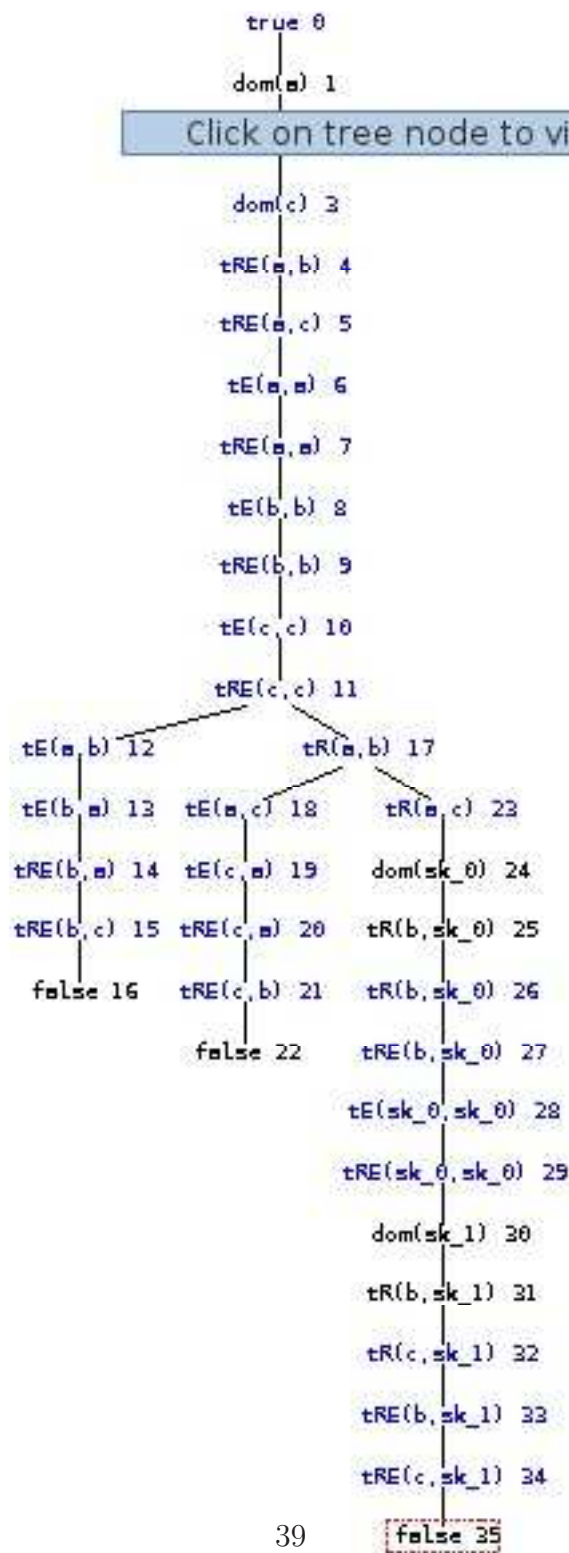 true 0
dom(a) 1
Click on tree node to vi
dom(c) 3
tRE(a,b) 4
tRE(a,c) 5
tE(a,a) 6
tRE(a,a) 7
tE(b,b) 8
tRE(b,b) 9
tE(c,c) 10
tRE(c,c) 11
tE(a,b) 12 tR(a,b) 17
tE(b,a) 13 tE(a,c) 18 tR(a,c) 23
tRE(b,a) 14 tE(c,a) 19 dom(sk_0) 24
tRE(b,c) 15 tRE(c,a) 20 tR(b,sk_0) 25
false 16 tRE(c,b) 21 tR(b,sk_0) 26
false 22 tRE(b,sk_0) 27
tE(sk_0,sk_0) 28
tRE(sk_0,sk_0) 29
dom(sk_1) 30
tR(b,sk_1) 31
tR(c,sk_1) 32
tRE(b,sk_1) 33
tRE(c,sk_1) 34
39 false 35